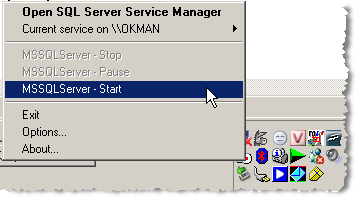 Open SQL Server Service Manager
Current service on \\OKMAN
MSSQLServer - Stop
MSSQLServer - Pause
MSSQLServer - Start
Exit
Options...
About...